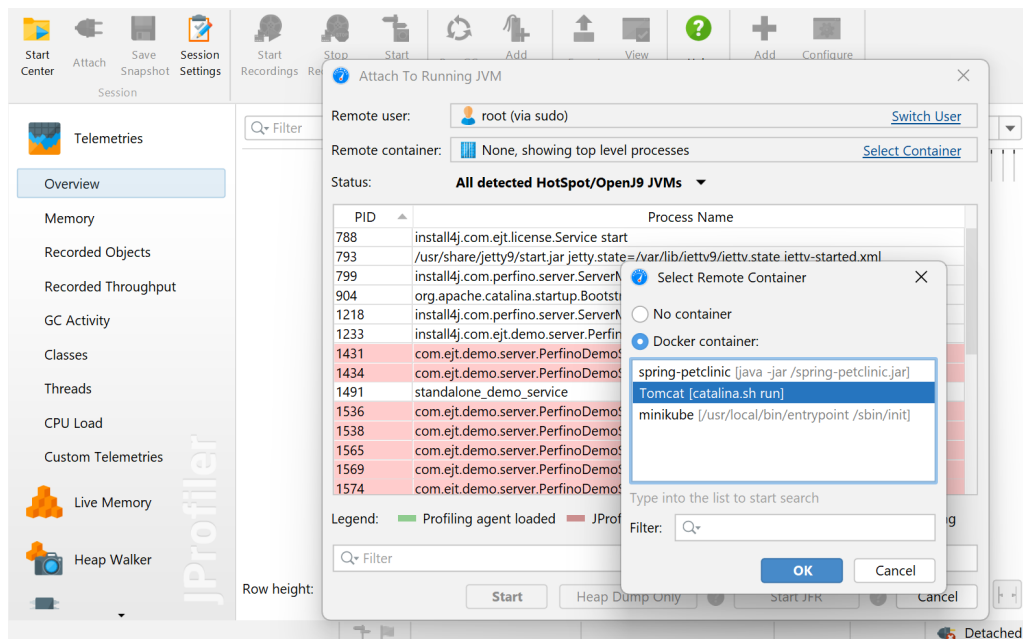 Start Center
Attach
Save Snapshot
Session Settings
Start Recordings
Stop
Start
Add
View
Add
Configure
Session
Attach To Running JVM
Remote user:
root (via sudo)
Switch User
Remote container:
None, showing top level processes
Select Container
Status:
All detected HotSpot/OpenJ9 JVMs
PID
Process Name
788 install4j.com.ejt.license.Service start
793 /usr/share/jetty9/start.jar jetty.state=/var/lib/jetty9/jetty.state jetty-started.xml
799 install4j.com.perfino.server.ServerM
904 org.apache.catalina.startup.Bootst
1218 install4j.com.perfino.server.ServerM
1233 install4j.com.ejt.demo.server.Perfin
1431 com.ejt.demo.server.PerfinoDemoS
1434 com.ejt.demo.server.PerfinoDemoS
1491 standalone_demo_service
1536 com.ejt.demo.server.PerfinoDemoS
1538 com.ejt.demo.server.PerfinoDemoS
1565 com.ejt.demo.server.PerfinoDemoS
1569 com.ejt.demo.server.PerfinoDemoS
1574 com.ejt.demo.server.PerfinoDemoS
Legend:
Profiling agent loaded
JProf
Filter
Start
Heap Dump Only
Start JFR
Cancel
Select Remote Container
No container
Docker container:
spring-petclinic [java -jar /spring-petclinic.jar]
Tomcat [catalina.sh run]
minikube [/usr/local/bin/entrypoint /sbin/init]
Type into the list to start search
Filter:
OK
Cancel
Telemetries
Overview
Memory
Recorded Objects
Recorded Throughput
GC Activity
Classes
Threads
CPU Load
Custom Telemetries
Live Memory
Heap Walker
JProfiler
Filter
Row height:
Detached